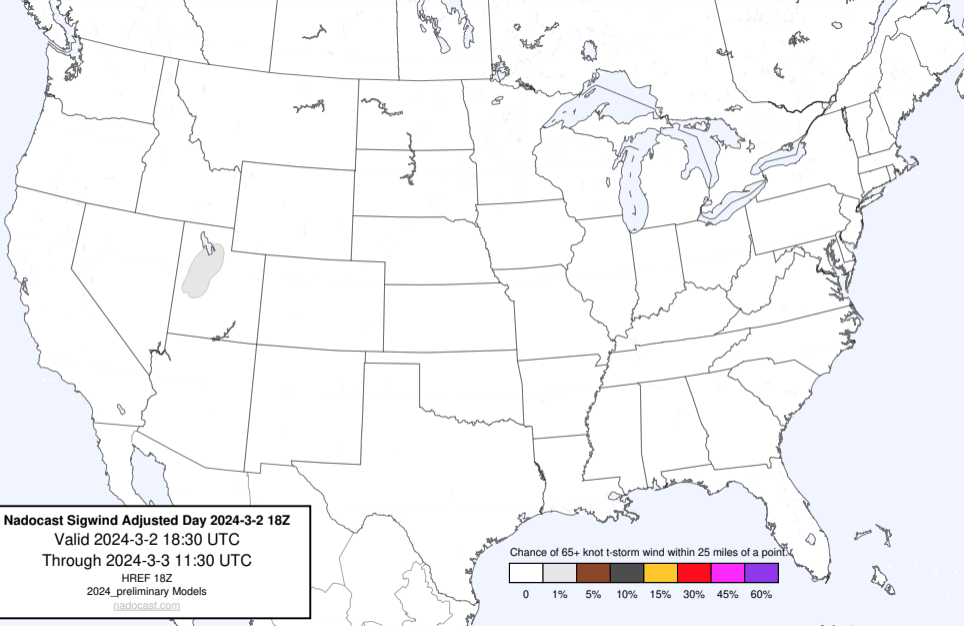 Nadocast Sigwind Adjusted Day 2024-3-2 18Z
Valid 2024-3-2 18:30 UTC
Through 2024-3-3 11:30 UTC
HREF 18Z
2024_preliminary Models
nadocast.com
Chance of 65+ knot t-storm wind within 25 miles of a point.
0 1% 5% 10% 15% 30% 45% 60%